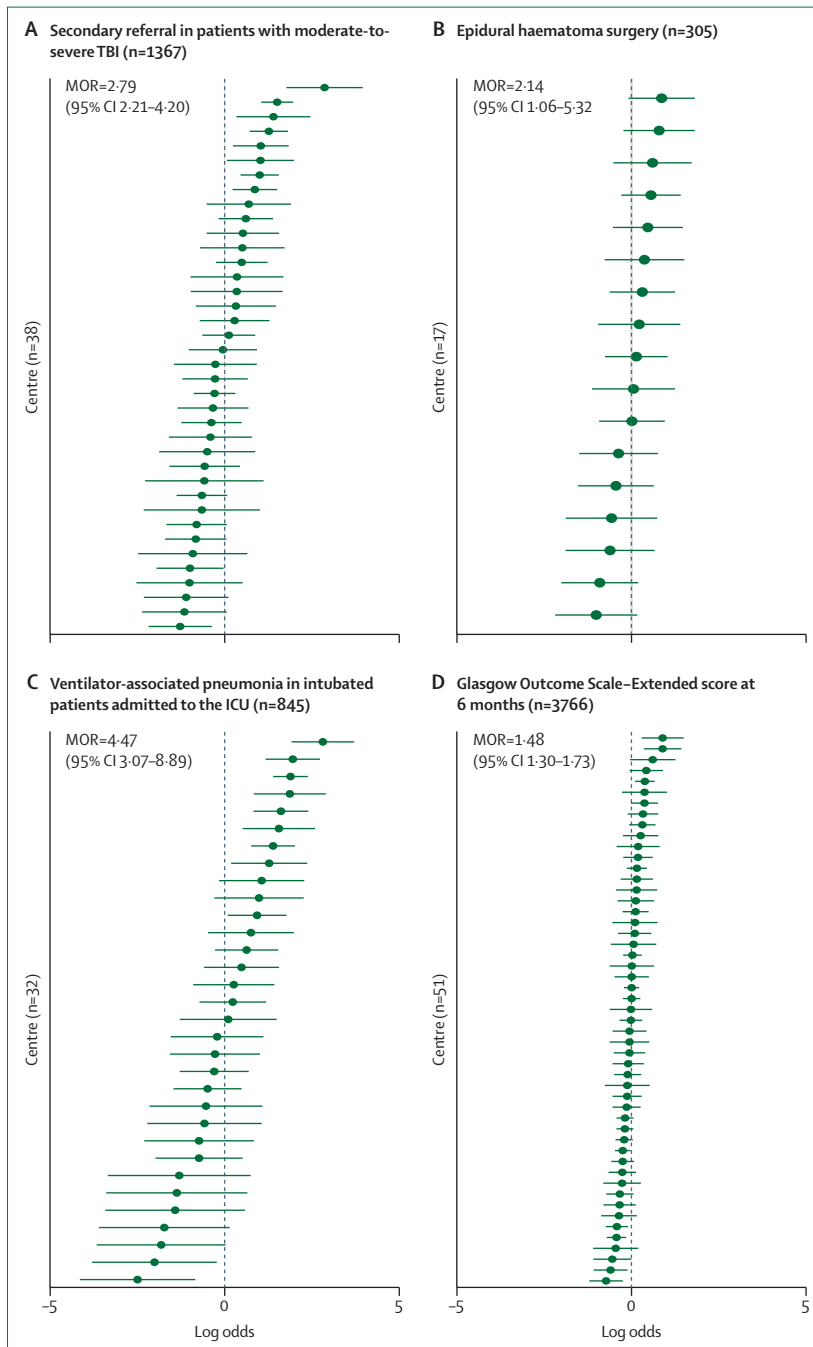 A Secondary referral in patients with moderate-to-
severe TBI (n=1367)
MOR=2·79
(95% CI 2·21–4·20)
Centre (n=38)
B Epidural haematoma surgery (n=305)
MOR=2·14
(95% CI 1·06–5·32
Centre (n=17)
C Ventilator-associated pneumonia in intubated
patients admitted to the ICU (n=845)
MOR=4·47
(95% CI 3·07–8·89)
Centre (n=32)
–5 0 5
Log odds
D Glasgow Outcome Scale–Extended score at
6 months (n=3766)
MOR=1·48
(95% CI 1·30–1·73)
Centre (n=51)
–5 0 5
Log odds